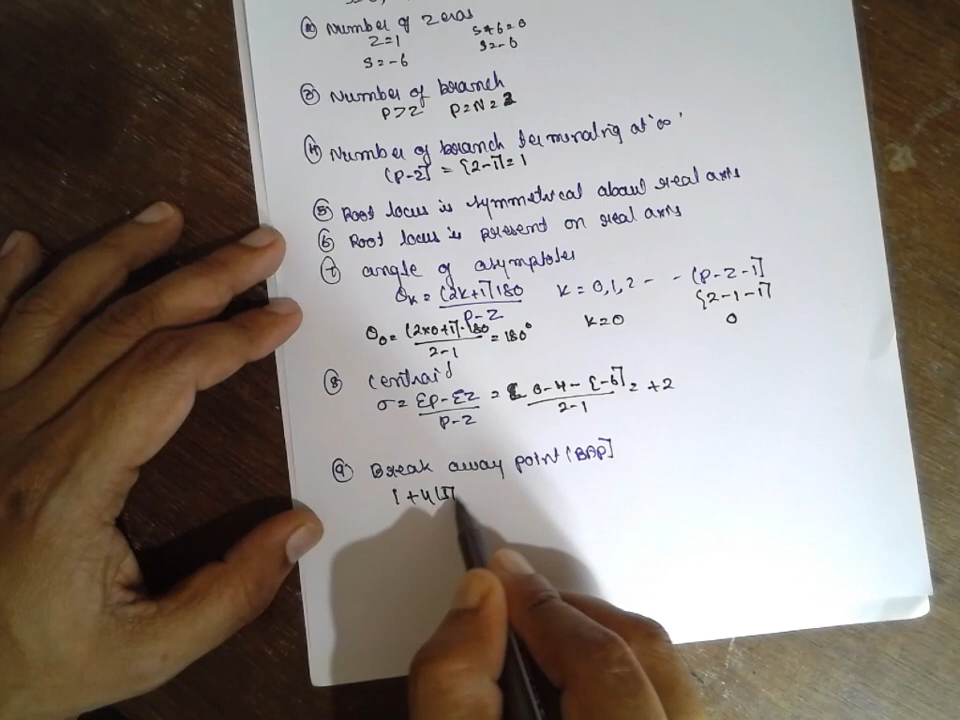 ② Number of Zeros
Z=1 S+6=0
S=-6 S=-6
③ Number of branch
P>Z P=N=2
④ Number of branch terminating at '∞'
[P-Z] = [2-1]=1
⑤ Root locus is symmetrical about real axis
⑥ Root locus is present on real axis
⑦ angle of asymptotes
θk = (2k+1]180 / P-Z k=0,1,2 - - [P-Z-1]
[2-1-1]
θ0 = (2x0+1].180 / 2-1 = 180° k=0 0
⑧ Centroid
σ = ΣP-ΣZ / P-Z = 0-4-[-6] / 2-1 = +2
⑨ Break away point [BAP]
1+G(S]